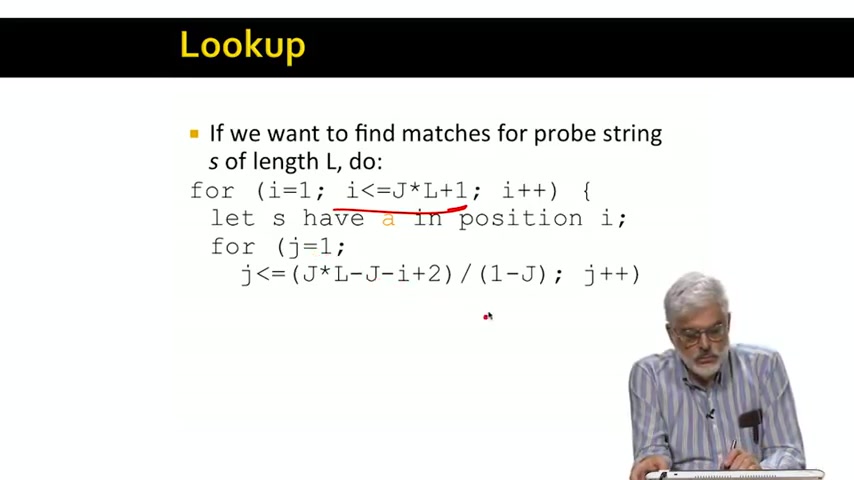 Lookup
If we want to find matches for probe string
s of length L, do:
for (i=1; i<=J*L+1; i++) {
let s have a in position i;
for (j=1;
j<=(J*L-J-i+2)/(1-J); j++)